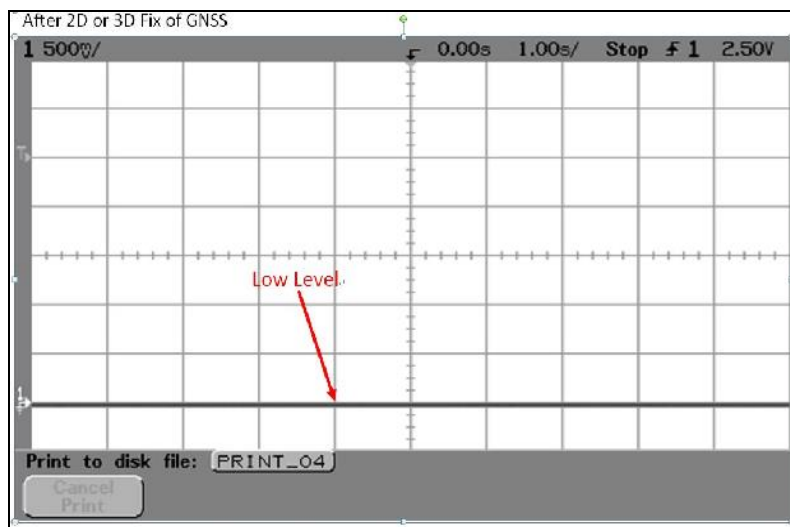 After 2D or 3D Fix of GNSS
1 500mV/ 0.00s 1.00s/ Stop 1 2.50V
T
Low Level
1
Print to disk file: PRINT_04
Cancel
Print